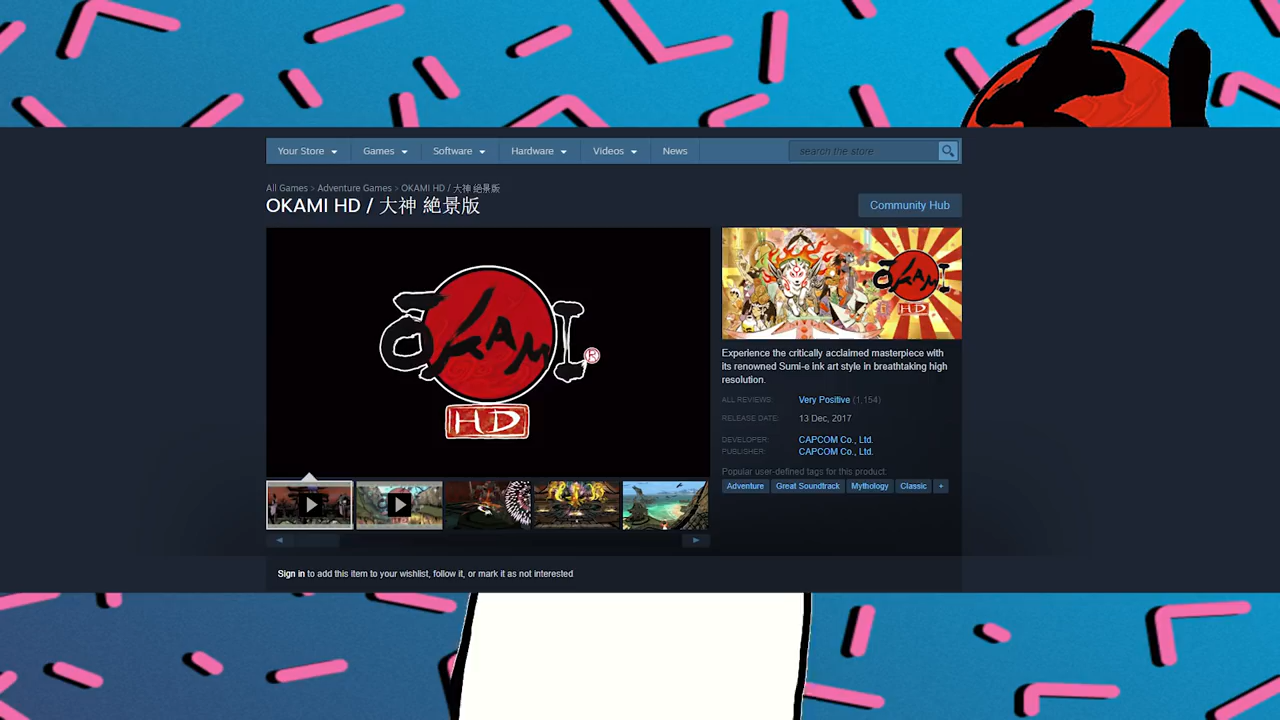 Your Store Games Software Hardware Videos News search the store
All Games > Adventure Games > OKAMI HD / 大神 絶景版
OKAMI HD / 大神 絶景版
Community Hub
ŌKAMI
®
HD
ŌKAMI
HD
Experience the critically acclaimed masterpiece with
its renowned Sumi-e ink art style in breathtaking high
resolution.
ALL REVIEWS: Very Positive (1,154)
RELEASE DATE: 13 Dec, 2017
DEVELOPER: CAPCOM Co., Ltd.
PUBLISHER: CAPCOM Co., Ltd.
Popular user-defined tags for this product:
Adventure Great Soundtrack Mythology Classic +
Sign in to add this item to your wishlist, follow it, or mark it as not interested